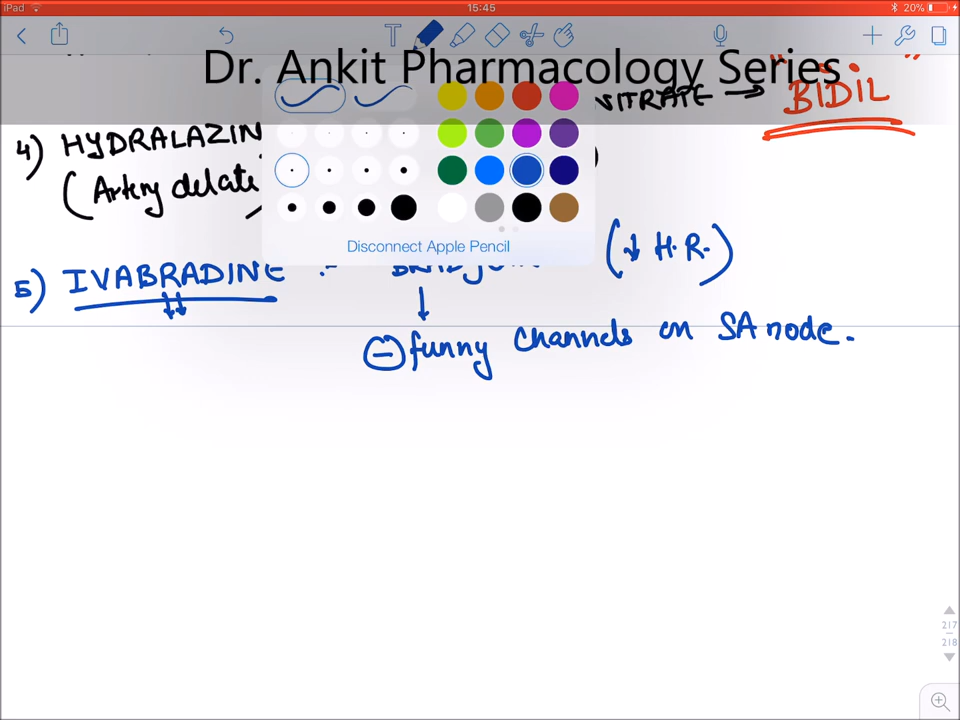 iPad 15:45 20%
Dr. Ankit Pharmacology Series
NITRATE → "BIDIL"
4) HYDRALAZIN
(Artery delate
5) IVABRADINE (↓ H.R.)
⊖ funny channels on SA node.
Disconnect Apple Pencil
217
218